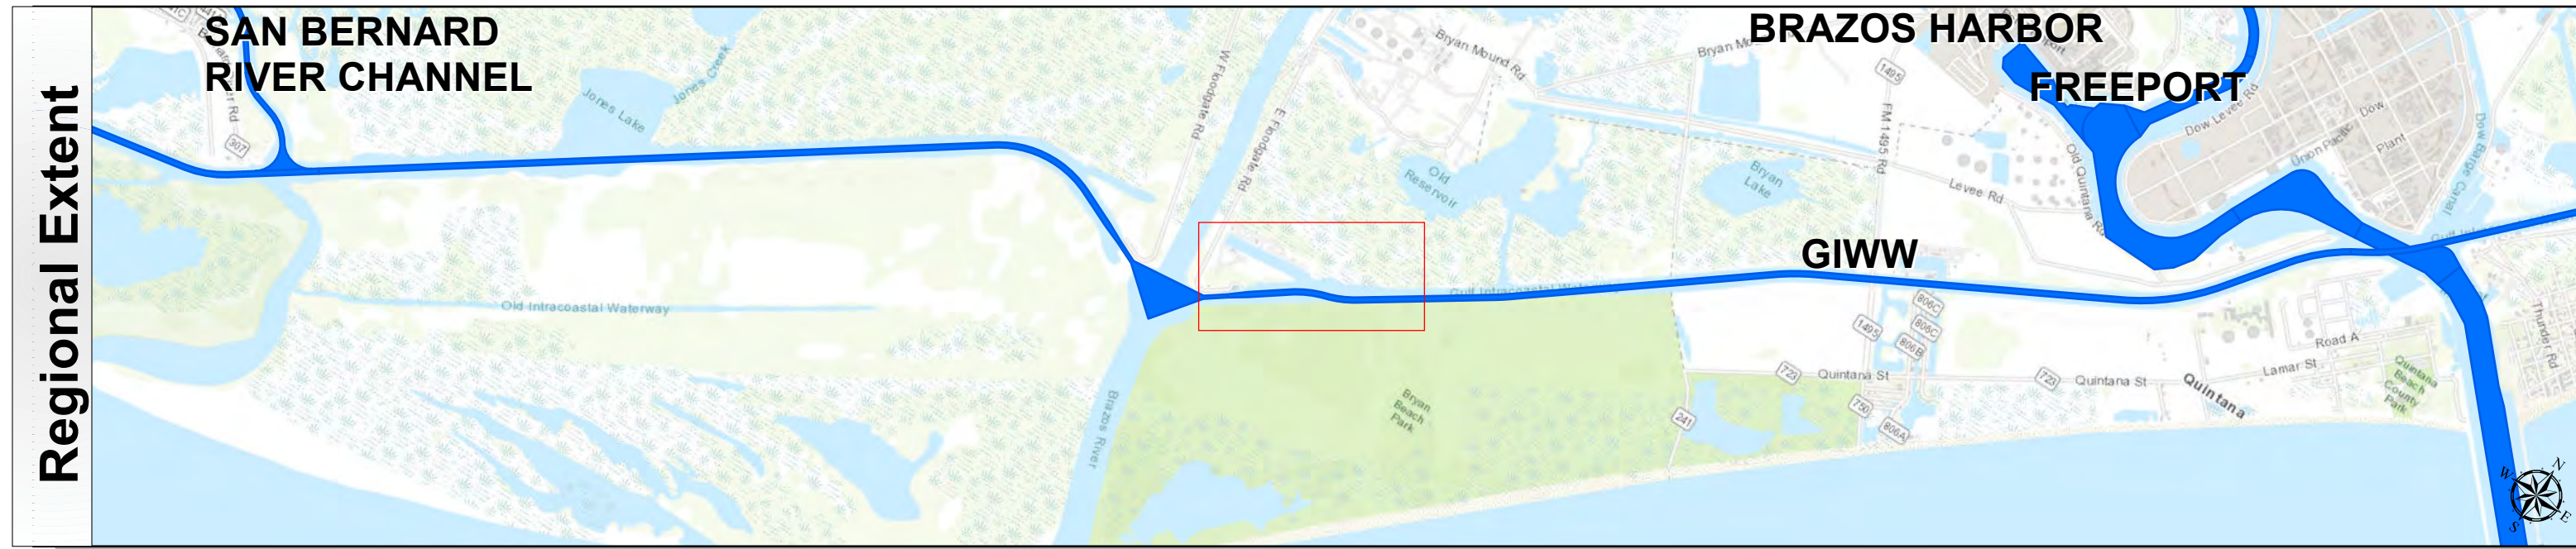 Regional Extent
SAN BERNARD
RIVER CHANNEL
BRAZOS HARBOR
FREEPORT
GIWW
307
Jones Lake
Jones Creek
W Floodgate Rd
E Floodgate Rd
Bryan Mound Rd
1495
FM 1495 Rd
Old
Reservoir
Bryan
Lake
Levee Rd
Old Quintana Rd
Dow Levee Rd
Union Pacific
Dow
Plant
Dow Barge Canal
Old Intracoastal Waterway
Gulf Intracoastal Waterway
Brazos River
Bryan
Beach
Park
723
Quintana St
241
1495
806C
806C
806B
750
806A
723
Quintana St
Quintana
Lamar St
Road A
Quintana
Beach
County
Park
Thunder Rd
N
W
E
S